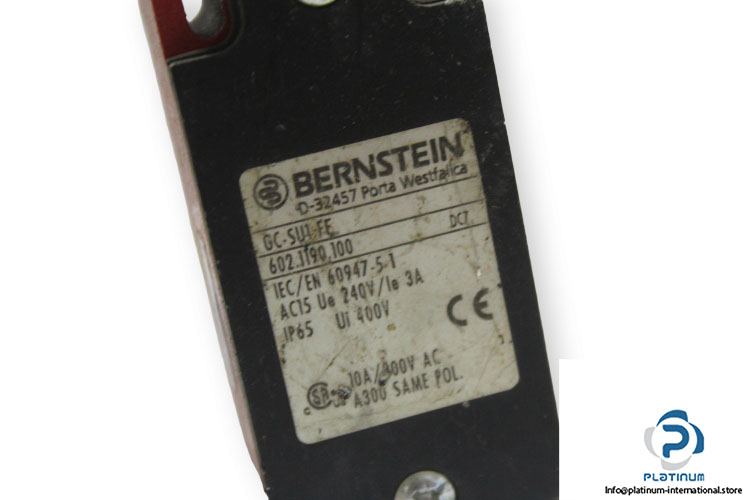 BERNSTEIN
D-32457 Porta Westfalica
GC-SU1 FE DC7
602.1190.100
IEC/EN 60947-5-1
AC15 Ue 240V/Ie 3A
IP65 Ui 400V
CE
10A/300V AC
A300 SAME POL.
PLATINUM
Info@platinum-international.store